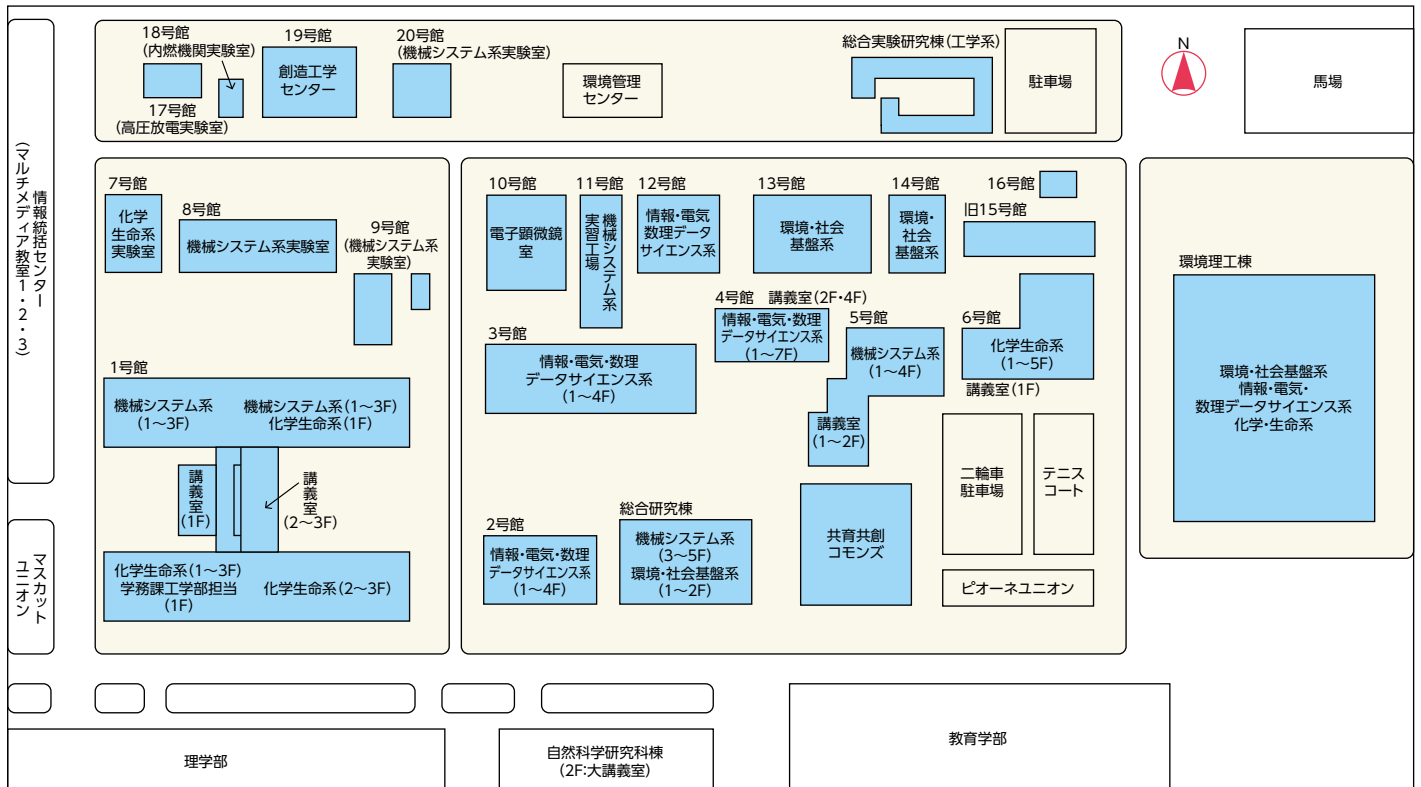 18号館
(内燃機関実験室)
17号館
(高圧放電実験室)
19号館
創造工学
センター
20号館
(機械システム系実験室)
環境管理
センター
総合実験研究棟(工学系)
駐車場
N
馬場
情報統括センター
(マルチメディア教室1・2・3)
マスカット
ユニオン
7号館
化学
生命系
実験室
8号館
機械システム系実験室
9号館
(機械システム系
実験室)
1号館
機械システム系
(1～3F)
機械システム系(1～3F)
化学生命系(1F)
講義室
(1F)
講義室
(2～3F)
化学生命系(1～3F)
学務課工学部担当
(1F)
化学生命系(2～3F)
10号館
電子顕微鏡
室
11号館
機械システム系
実習工場
12号館
情報・電気
数理データ
サイエンス系
13号館
環境・社会
基盤系
14号館
環境・
社会
基盤系
16号館
旧15号館
3号館
情報・電気・数理
データサイエンス系
(1～4F)
4号館 講義室(2F・4F)
情報・電気・数理
データサイエンス系
(1～7F)
5号館
機械システム系
(1～4F)
講義室
(1～2F)
6号館
化学生命系
(1～5F)
講義室(1F)
2号館
情報・電気・数理
データサイエンス系
(1～4F)
総合研究棟
機械システム系
(3～5F)
環境・社会基盤系
(1～2F)
共育共創
コモンズ
二輪車
駐車場
テニス
コート
ピオーネユニオン
環境理工棟
環境・社会基盤系
情報・電気・
数理データサイエンス系
化学・生命系
理学部
自然科学研究科棟
(2F:大講義室)
教育学部